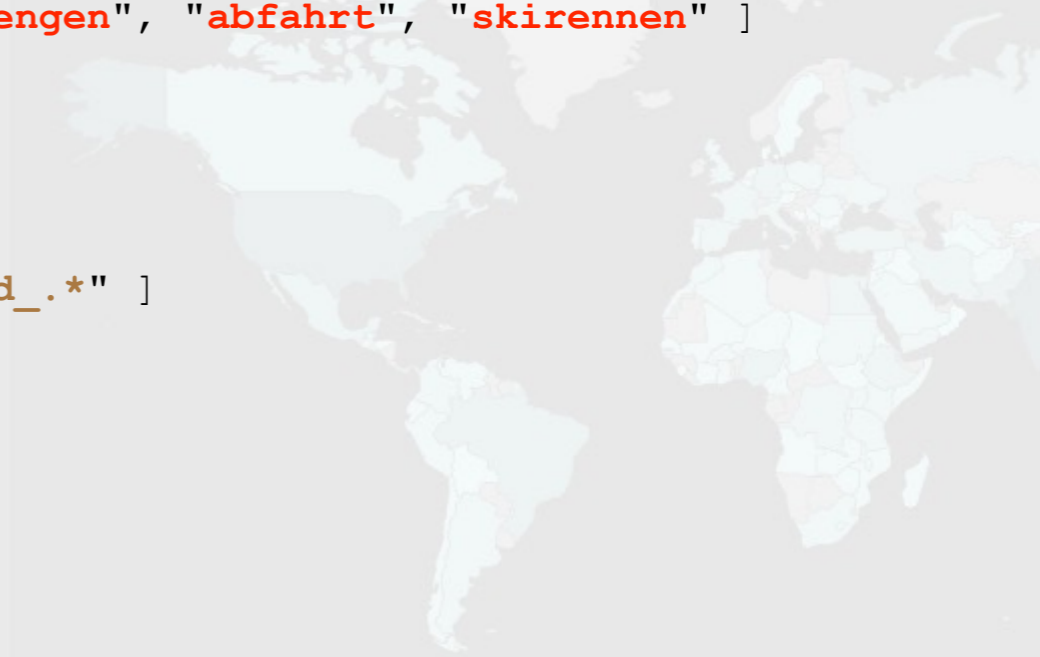 engen", "abfahrt", "skirennen" ]
d_.*" ]